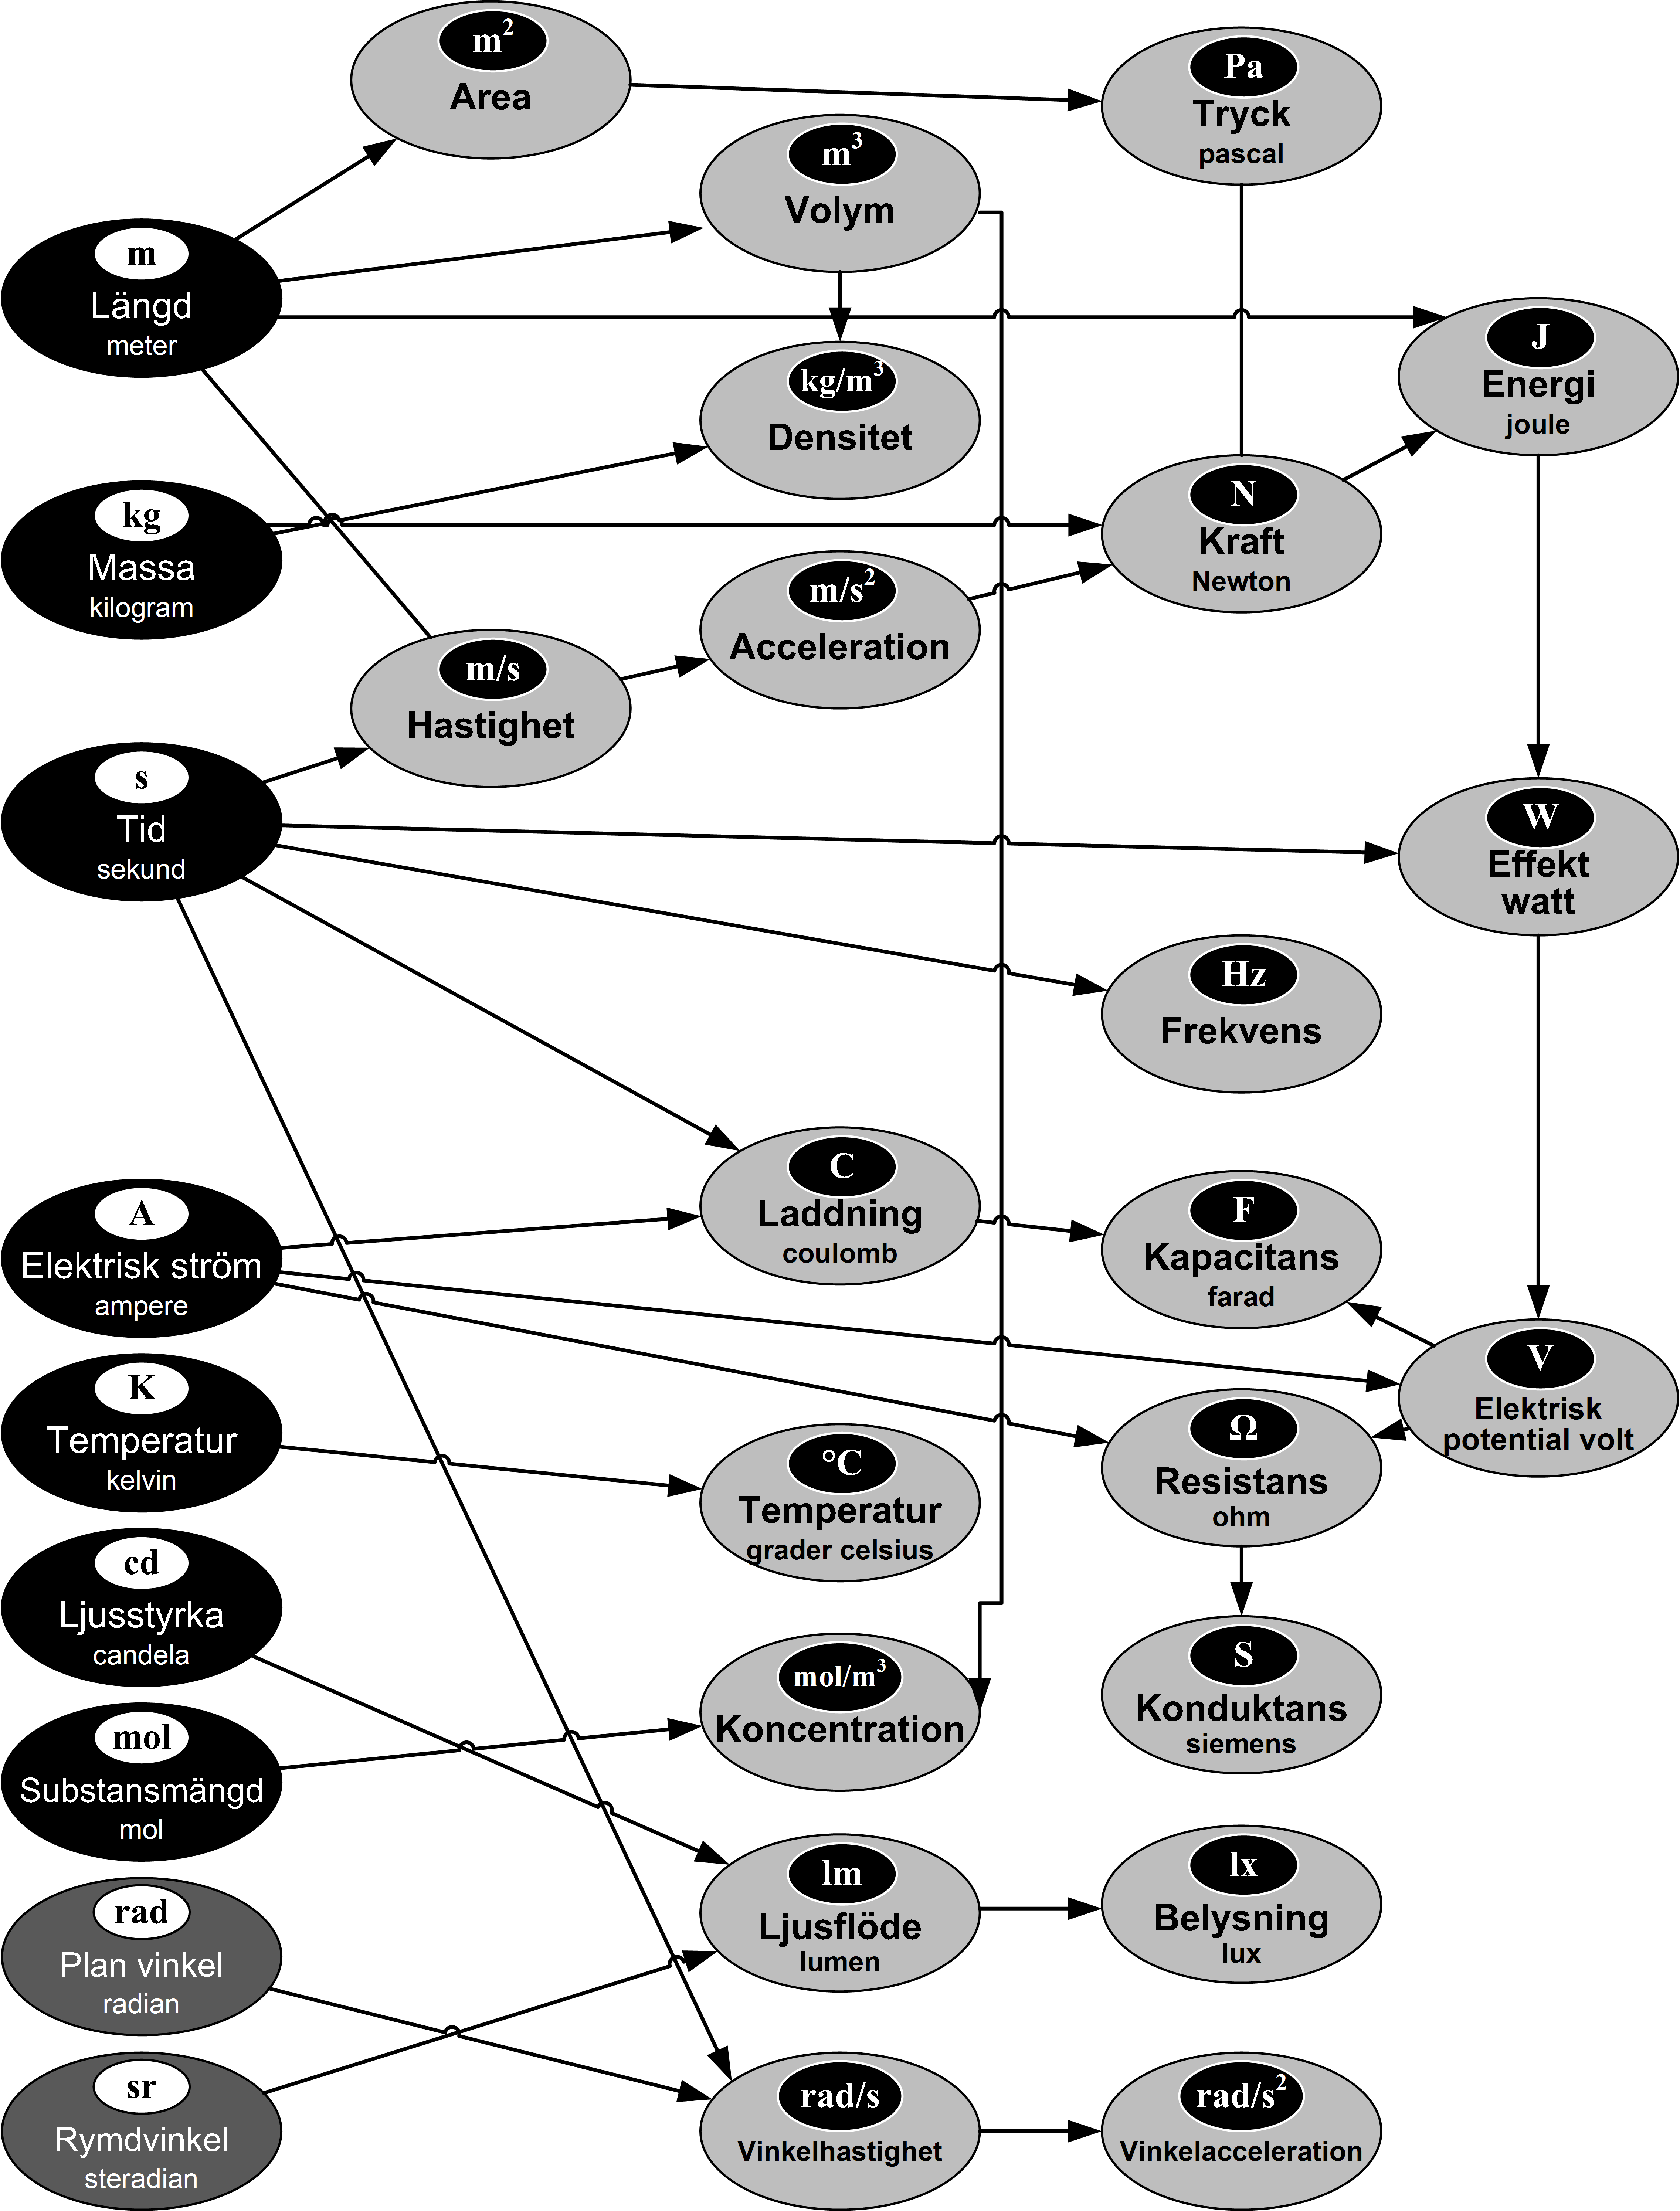 m²
Area
Pa
Tryck
pascal
m³
Volym
m
Längd
meter
J
Energi
joule
kg/m³
Densitet
kg
Massa
kilogram
N
Kraft
Newton
m/s²
Acceleration
m/s
Hastighet
s
Tid
sekund
W
Effekt
watt
Hz
Frekvens
C
Laddning
coulomb
A
Elektrisk ström
ampere
F
Kapacitans
farad
V
Elektrisk
potential volt
K
Temperatur
kelvin
°C
Temperatur
grader celsius
Ω
Resistans
ohm
cd
Ljusstyrka
candela
mol/m³
Koncentration
S
Konduktans
siemens
mol
Substansmängd
mol
lm
Ljusflöde
lumen
lx
Belysning
lux
rad
Plan vinkel
radian
sr
Rymdvinkel
steradian
rad/s
Vinkelhastighet
rad/s²
Vinkelacceleration